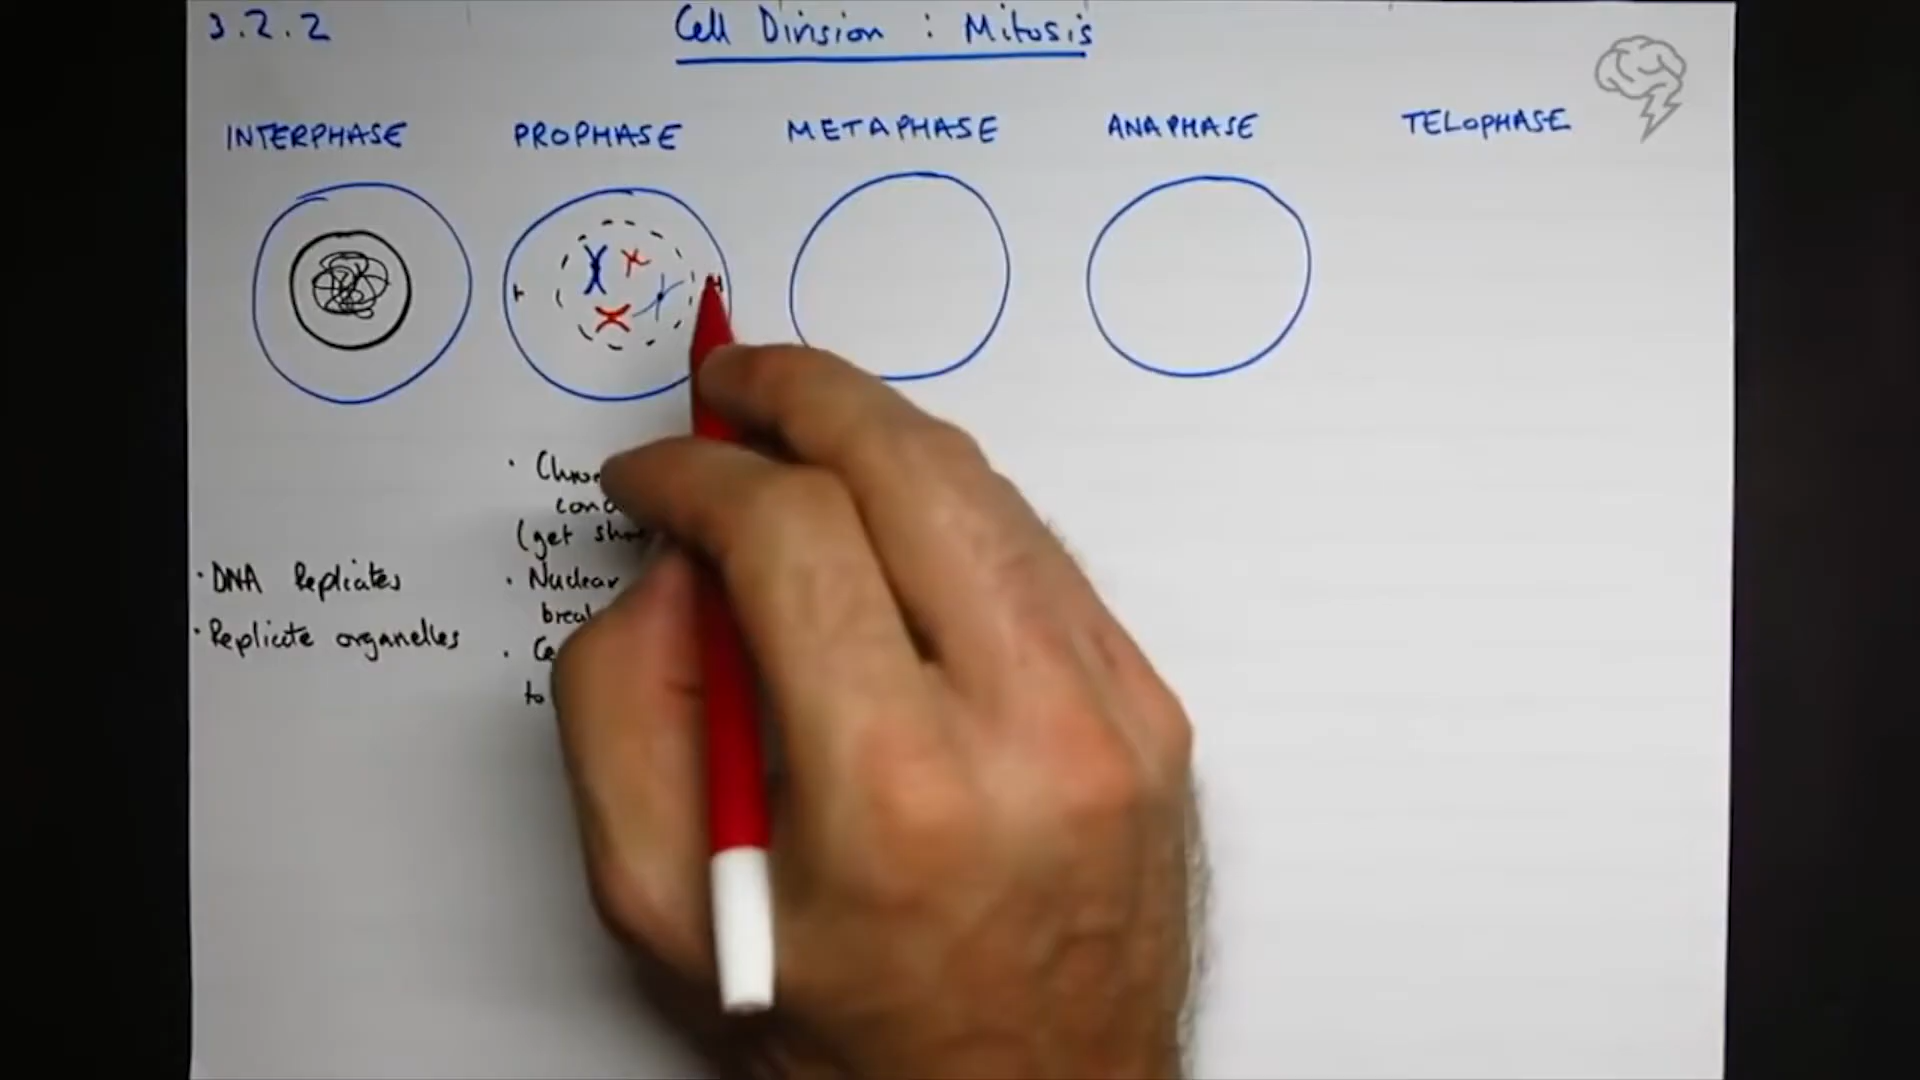 3.2.2
Cell Division : Mitosis
INTERPHASE
PROPHASE
METAPHASE
ANAPHASE
TELOPHASE
· DNA Replicates
· Replicate organelles
·
(get
· Nuclear
·
to